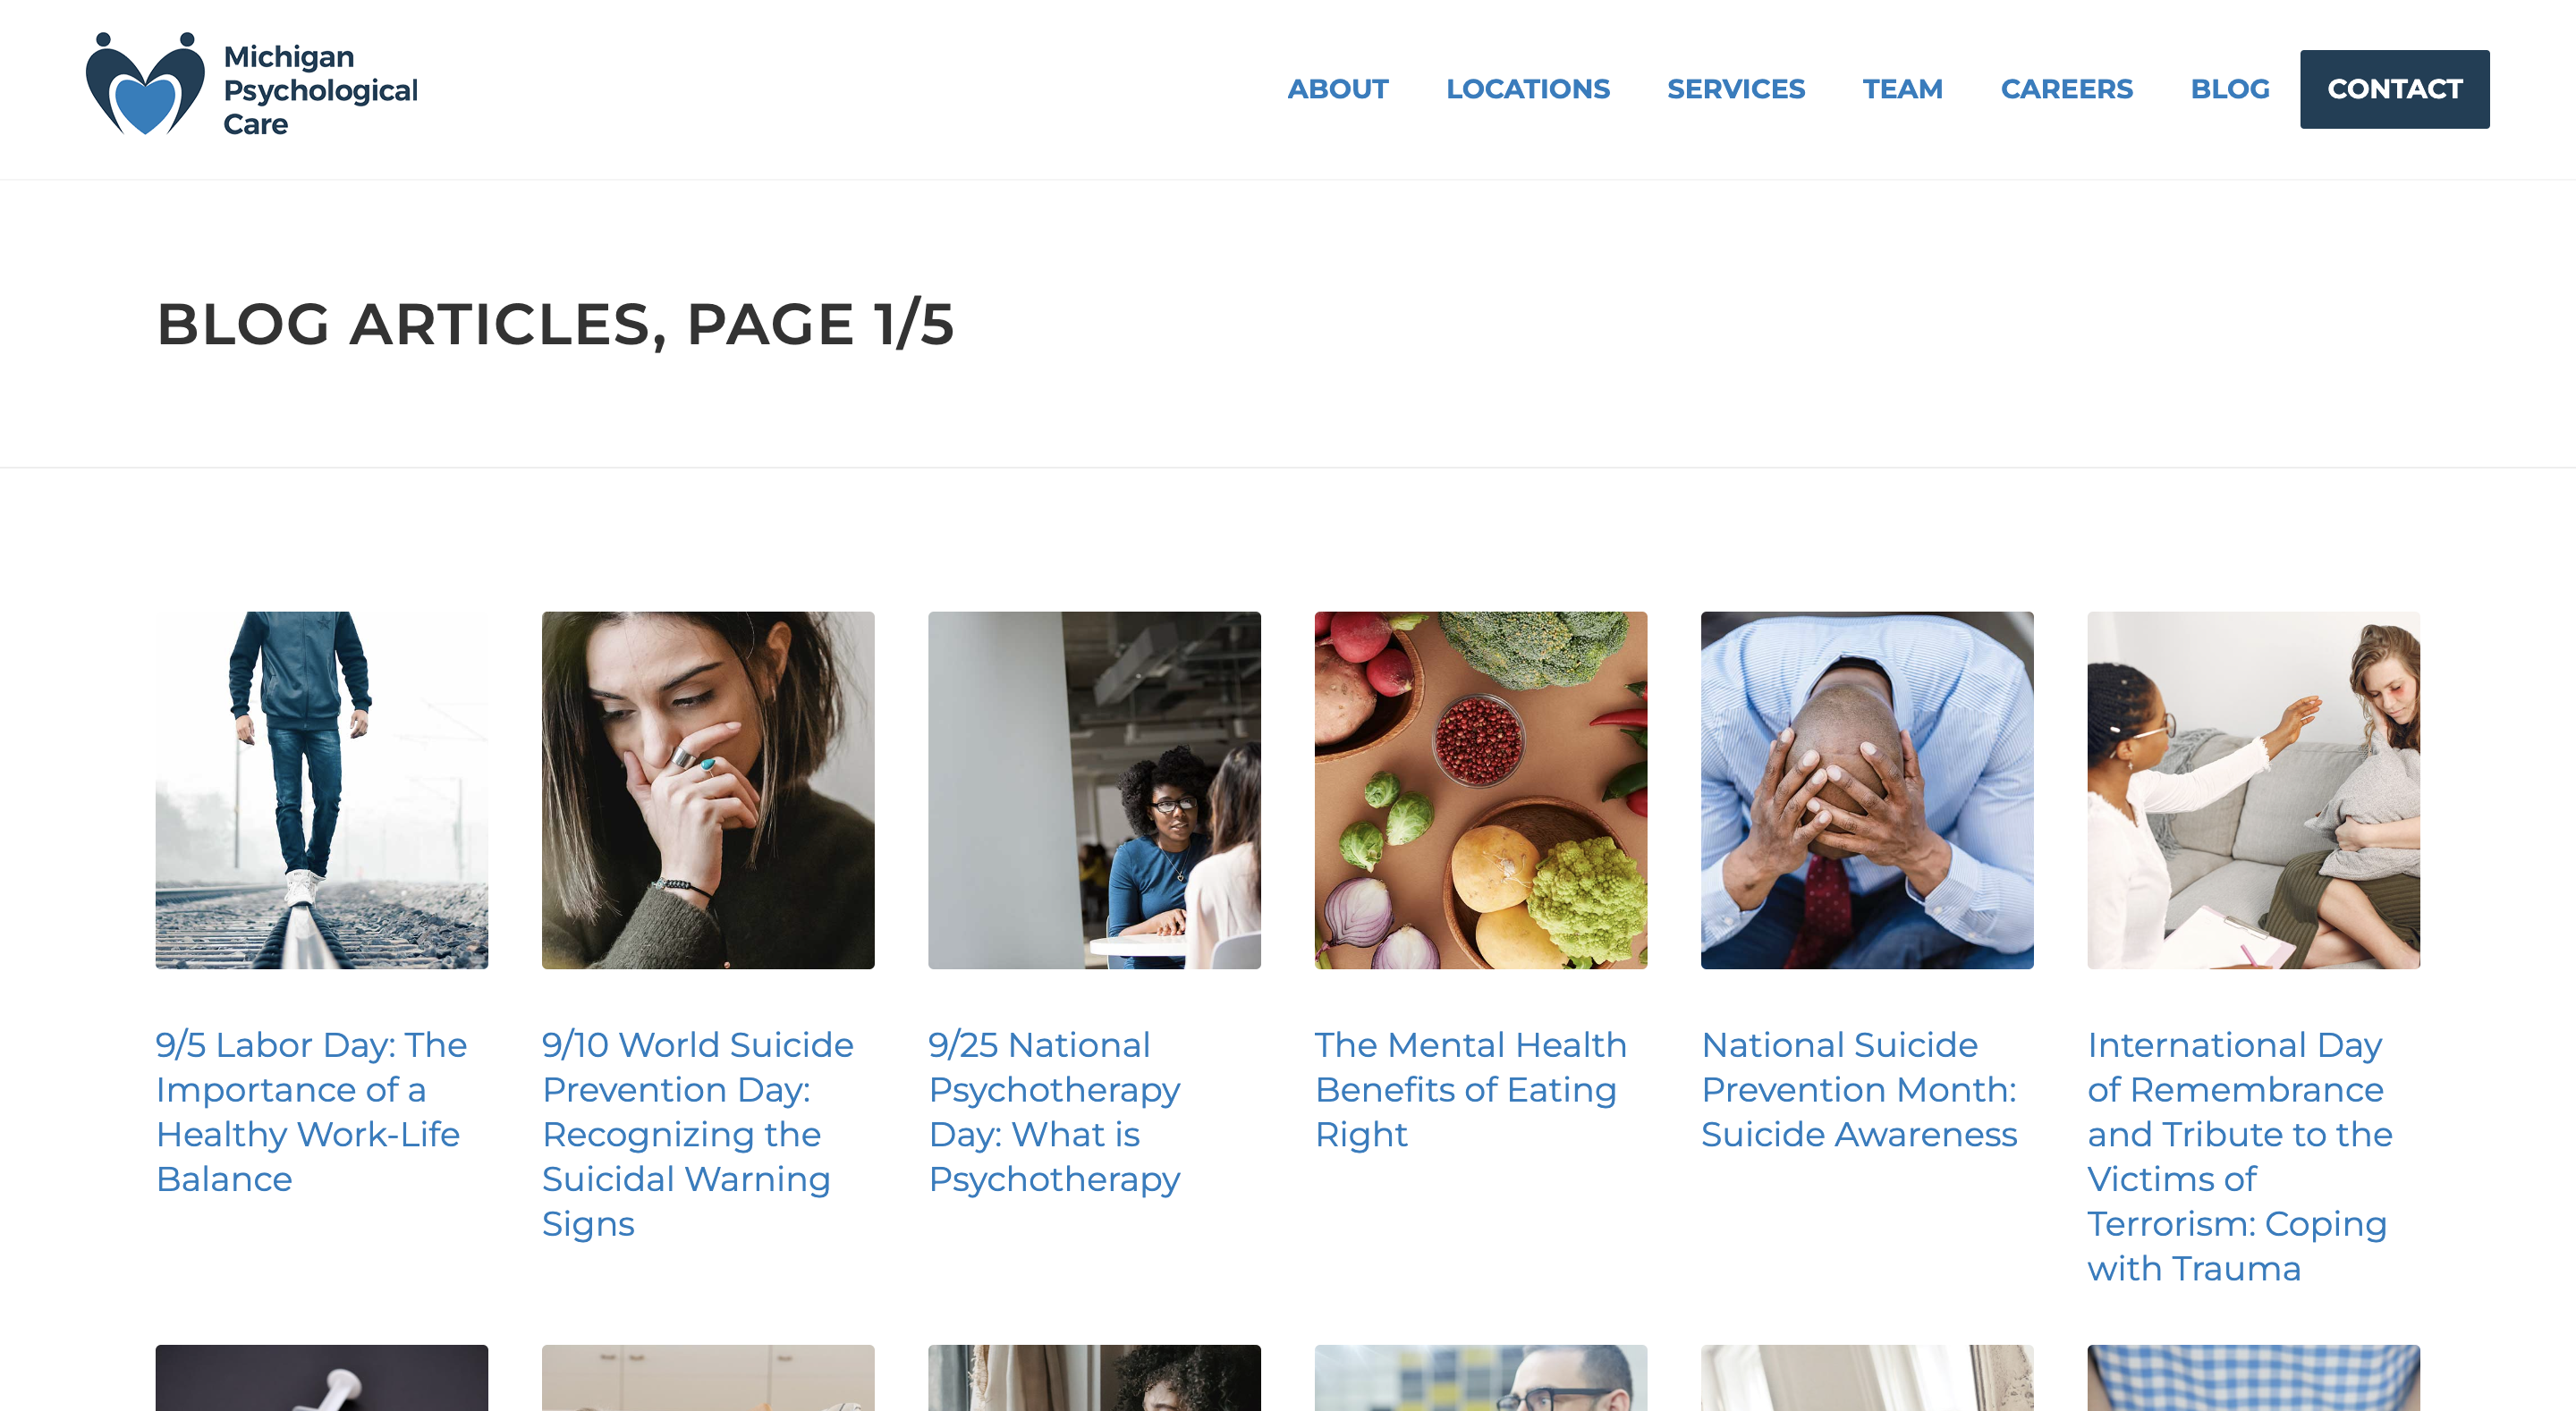 Michigan
Psychological
Care
ABOUT LOCATIONS SERVICES TEAM CAREERS BLOG CONTACT
BLOG ARTICLES, PAGE 1/5
9/5 Labor Day: The
Importance of a
Healthy Work-Life
Balance
9/10 World Suicide
Prevention Day:
Recognizing the
Suicidal Warning
Signs
9/25 National
Psychotherapy
Day: What is
Psychotherapy
The Mental Health
Benefits of Eating
Right
National Suicide
Prevention Month:
Suicide Awareness
International Day
of Remembrance
and Tribute to the
Victims of
Terrorism: Coping
with Trauma